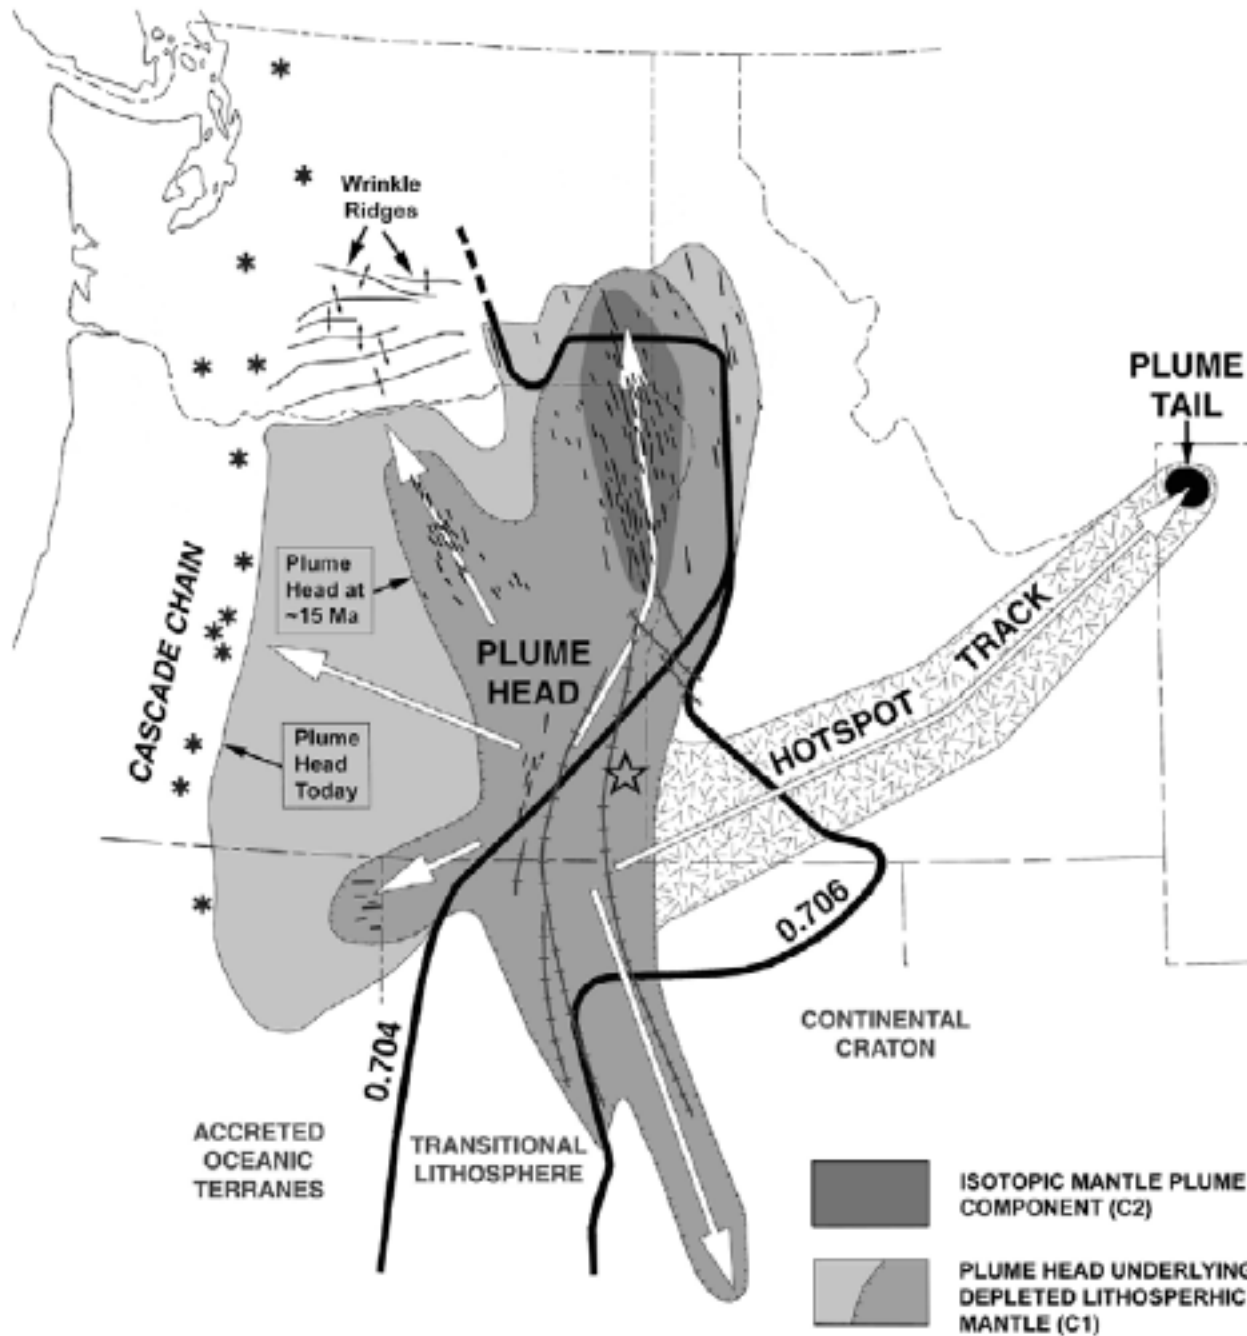 Wrinkle
Ridges
PLUME
TAIL
CASCADE CHAIN
Plume
Head at
~15 Ma
PLUME
HEAD
HOTSPOT TRACK
Plume
Head
Today
0.706
0.704
CONTINENTAL
CRATON
ACCRETED
OCEANIC
TERRANES
TRANSITIONAL
LITHOSPHERE
ISOTOPIC MANTLE PLUME
COMPONENT (C2)
PLUME HEAD UNDERLYING
DEPLETED LITHOSPERHIC
MANTLE (C1)